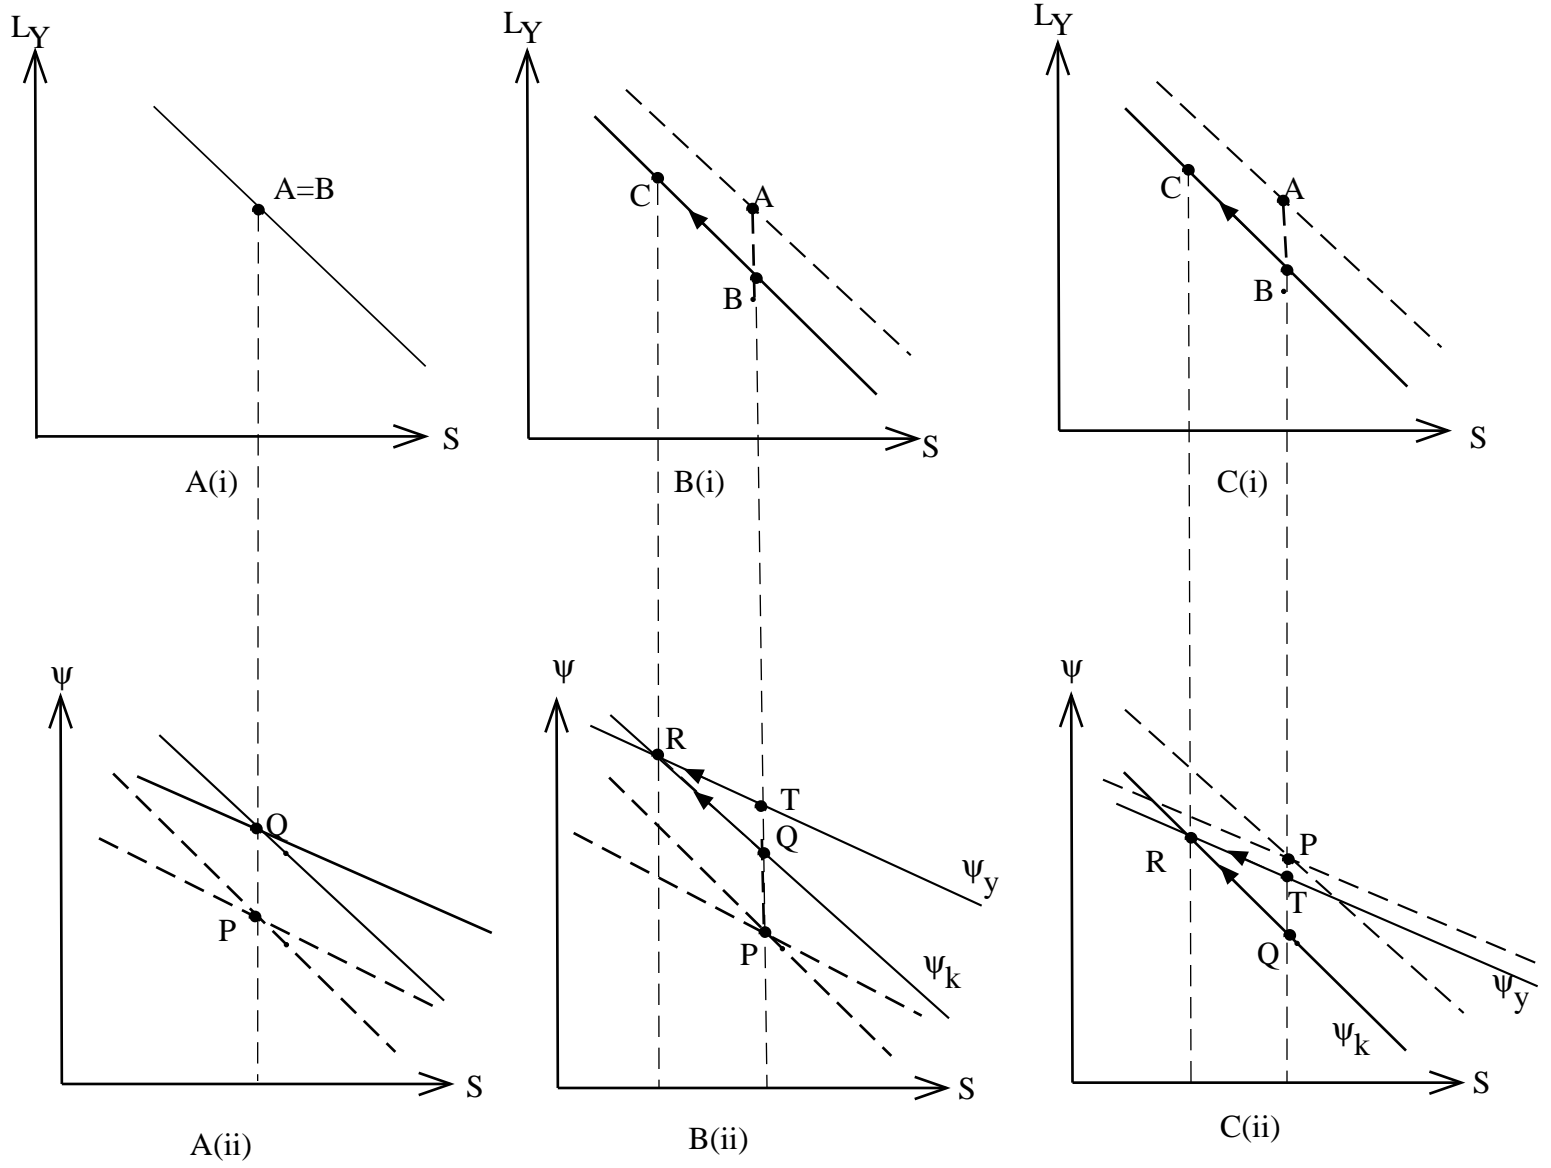 L_Y
L_Y
L_Y
A=B
C
A
B
C
A
B
S
S
S
A(i)
B(i)
C(i)
ψ
ψ
ψ
Q
P
R
T
Q
P
ψ_y
ψ_k
P
R
T
Q
ψ_y
ψ_k
S
S
S
A(ii)
B(ii)
C(ii)